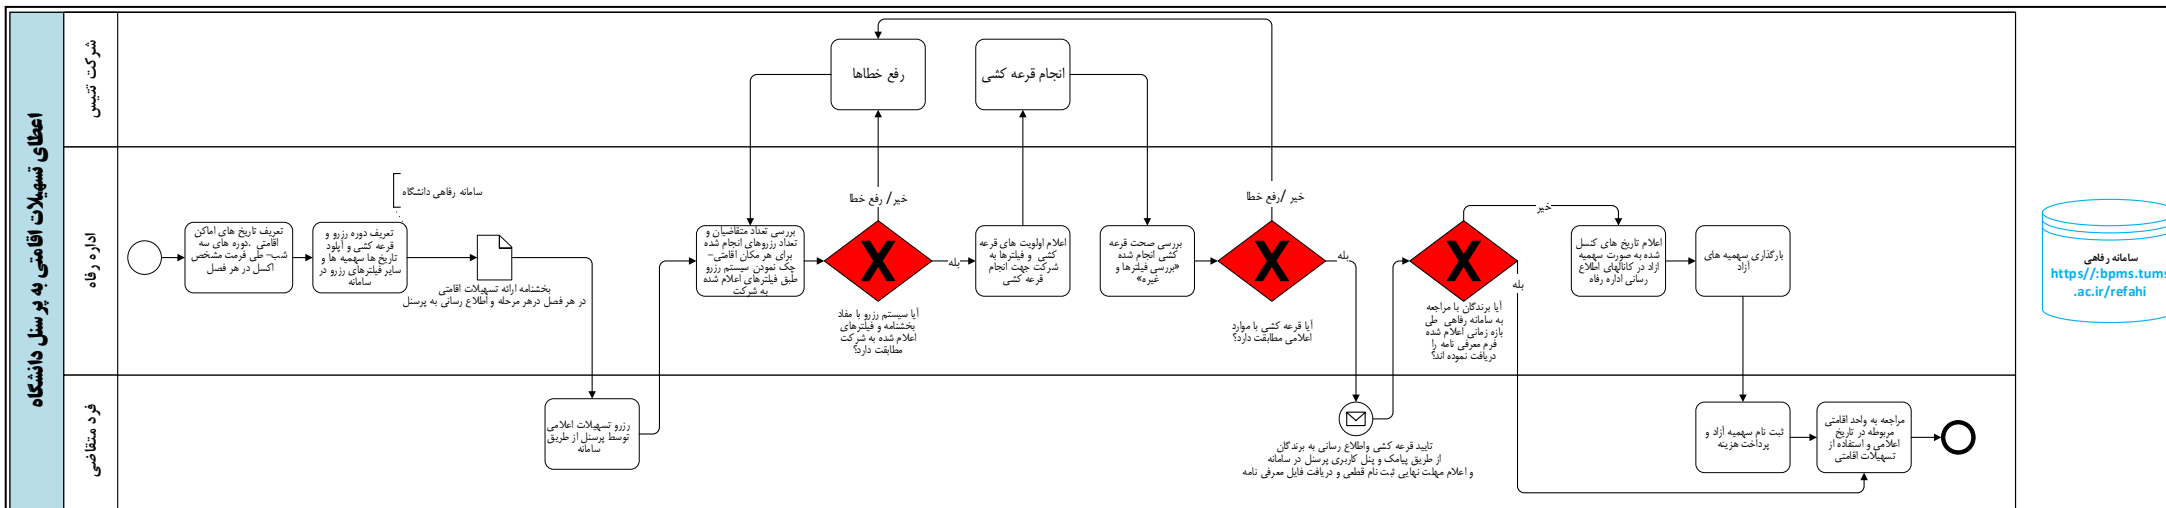 اعطای تسهیلات اقامتی به پرسنل دانشگاه
شرکت تتیس
اداره رفاه
فرد متقاضی
رفع خطاها
انجام قرعه کشی
سامانه رفاهی دانشگاه
تعریف تاریخ های اماکن
اقامتی .دوره های سه
شب- طی فرمت مشخص
اکسل در هر فصل
تعریف دوره رزرو و
قرعه کشی و آپلود
تاریخ ها سهمیه ها و
سایر فیلترهای رزرو در
سامانه
بخشنامه ارائه تسهیلات اقامتی
در هر فصل درهر مرحله و اطلاع رسانی به پرسنل
رزرو تسهیلات اعلامی
توسط پرسنل از طریق
سامانه
بررسی تعداد متقاضیان و
تعداد رزروهای انجام شده
برای هر مکان اقامتی-
چک نمودن سیستم رزرو
طبق فیلترهای اعلام شده
به شرکت
خیر/ رفع خطا
X
آیا سیستم رزرو با مفاد
بخشنامه و فیلترهای
اعلام شده به شرکت
مطابقت دارد؟
بله
اعلام اولویت های قرعه
کشی و فیلترها به
شرکت جهت انجام
قرعه کشی
بررسی صحت قرعه
کشی انجام شده
«بررسی فیلترها و
غیره»
خیر /رفع خطا
X
آیا قرعه کشی با موارد
اعلامی مطابقت دارد؟
بله
تایید قرعه کشی واطلاع رسانی به برندگان
از طریق پیامک و پنل کاربری پرسنل در سامانه
و اعلام مهلت نهایی ثبت نام قطعی و دریافت فایل معرفی نامه
X
آیا برندگان با مراجعه
به سامانه رفاهی طی
بازه زمانی اعلام شده
فرم معرفی نامه را
دریافت نموده اند؟
خیر
بله
اعلام تاریخ های کنسل
شده به صورت سهمیه
آزاد در کانالهای اطلاع
رسانی اداره رفاه
بارگذاری سهمیه های
آزاد
ثبت نام سهمیه آزاد و
پرداخت هزینه
مراجعه به واحد اقامتی
مربوطه در تاریخ
اعلامی و استفاده از
تسهیلات اقامتی
سامانه رفاهی
https//:bpms.tums
.ac.ir/refahi